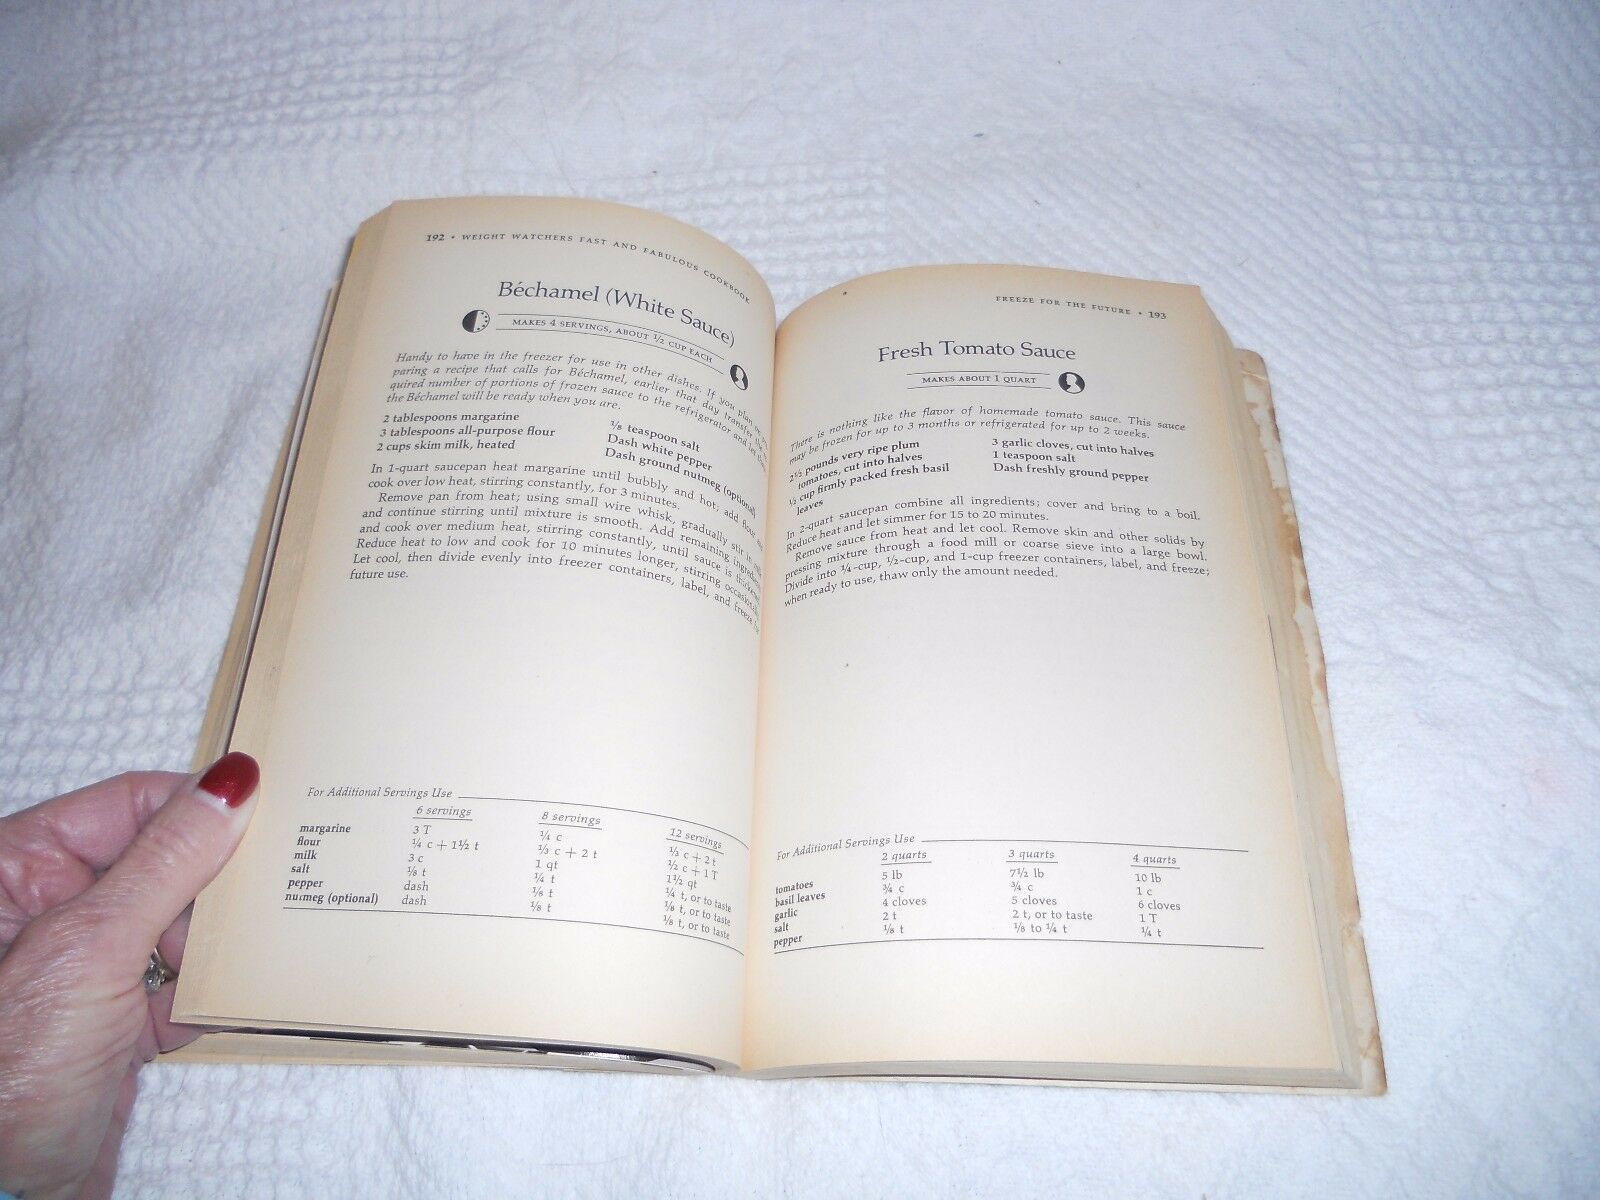 192 • WEIGHT WATCHERS FAST AND FABULOUS COOKBOOK
Béchamel (White Sauce)
MAKES 4 SERVINGS, ABOUT ½ CUP EACH
Handy to have in the freezer for use in other dishes. If you plan on
paring a recipe that calls for Béchamel, earlier that day transfer the
quired number of portions of frozen sauce to the refrigerator and let thaw;
the Béchamel will be ready when you are.
2 tablespoons margarine
3 tablespoons all-purpose flour
2 cups skim milk, heated
⅛ teaspoon salt
Dash white pepper
Dash ground nutmeg (optional)
In 1-quart saucepan heat margarine until bubbly and hot; add flour and
cook over low heat, stirring constantly, for 3 minutes.
Remove pan from heat; using small wire whisk, gradually stir in
and continue stirring until mixture is smooth. Add remaining ingredients
and cook over medium heat, stirring constantly, until sauce is thickened.
Reduce heat to low and cook for 10 minutes longer, stirring occasionally.
Let cool, then divide evenly into freezer containers, label, and freeze for
future use.
For Additional Servings Use
6 servings 8 servings 12 servings
margarine 3 T ¼ c ⅓ c + 2 t
flour ¼ c + 1½ t ⅓ c + 2 t ½ c + 1 T
milk 3 c 1 qt 1½ qt
salt ⅛ t ¼ t ¼ t, or to taste
pepper dash ⅛ t ⅛ t, or to taste
nutmeg (optional) dash ⅛ t ⅛ t, or to taste
FREEZE FOR THE FUTURE • 193
Fresh Tomato Sauce
MAKES ABOUT 1 QUART
There is nothing like the flavor of homemade tomato sauce. This sauce
may be frozen for up to 3 months or refrigerated for up to 2 weeks.
2½ pounds very ripe plum
tomatoes, cut into halves
½ cup firmly packed fresh basil
leaves
3 garlic cloves, cut into halves
1 teaspoon salt
Dash freshly ground pepper
In 2-quart saucepan combine all ingredients; cover and bring to a boil.
Reduce heat and let simmer for 15 to 20 minutes.
Remove sauce from heat and let cool. Remove skin and other solids by
pressing mixture through a food mill or coarse sieve into a large bowl.
Divide into ¼-cup, ½-cup, and 1-cup freezer containers, label, and freeze;
when ready to use, thaw only the amount needed.
For Additional Servings Use
2 quarts 3 quarts 4 quarts
tomatoes 5 lb 7½ lb 10 lb
basil leaves ¾ c ¾ c 1 c
garlic 4 cloves 5 cloves 6 cloves
salt 2 t 2 t, or to taste 1 T
pepper ⅛ t ⅛ to ¼ t ¼ t